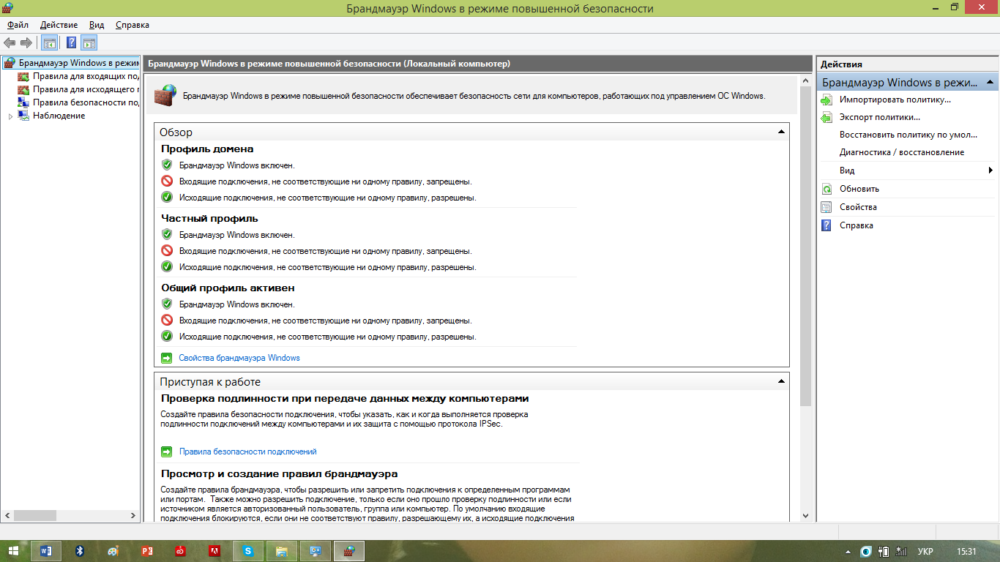 Брандмауэр Windows в режиме повышенной безопасности
Файл Действие Вид Справка
Брандмауэр Windows в режи
Правила для входящих по
Правила для исходящего
Правила безопасности по
Наблюдение
Брандмауэр Windows в режиме повышенной безопасности (Локальный компьютер)
Брандмауэр Windows в режиме повышенной безопасности обеспечивает безопасность сети для компьютеров, работающих под управлением ОС Windows.
Обзор
Профиль домена
Брандмауэр Windows включен.
Входящие подключения, не соответствующие ни одному правилу, запрещены.
Исходящие подключения, не соответствующие ни одному правилу, разрешены.
Частный профиль
Брандмауэр Windows включен.
Входящие подключения, не соответствующие ни одному правилу, запрещены.
Исходящие подключения, не соответствующие ни одному правилу, разрешены.
Общий профиль активен
Брандмауэр Windows включен.
Входящие подключения, не соответствующие ни одному правилу, запрещены.
Исходящие подключения, не соответствующие ни одному правилу, разрешены.
Свойства брандмауэра Windows
Приступая к работе
Проверка подлинности при передаче данных между компьютерами
Создайте правила безопасности подключения, чтобы указать, как и когда выполняется проверка
подлинности подключений между компьютерами и их защита с помощью протокола IPSec.
Правила безопасности подключений
Просмотр и создание правил брандмауэра
Создайте правила брандмауэра, чтобы разрешить или запретить подключения к определенным программам
или портам. Также можно разрешить подключение, только если оно прошло проверку подлинности или если
источником является авторизованный пользователь, группа или компьютер. По умолчанию входящие
подключения блокируются, если они не соответствуют правилу, разрешающему их, а исходящие подключения
Действия
Брандмауэр Windows в режи...
Импортировать политику...
Экспорт политики...
Восстановить политику по умол...
Диагностика / восстановление
Вид
Обновить
Свойства
Справка
УКР
15:31